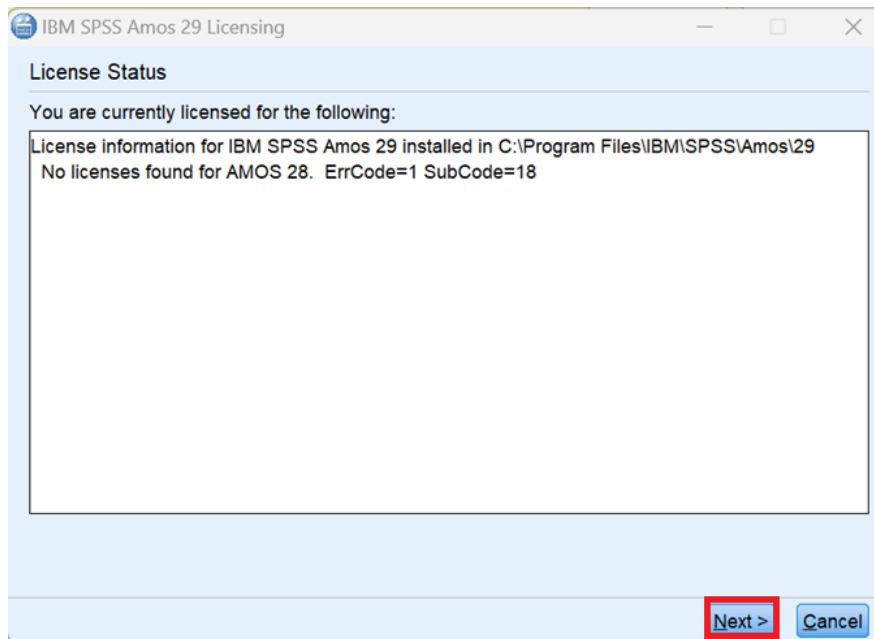 IBM SPSS Amos 29 Licensing
License Status
You are currently licensed for the following:
License information for IBM SPSS Amos 29 installed in C:\Program Files\IBM\SPSS\Amos\29
No licenses found for AMOS 28.  ErrCode=1 SubCode=18
Next >
Cancel